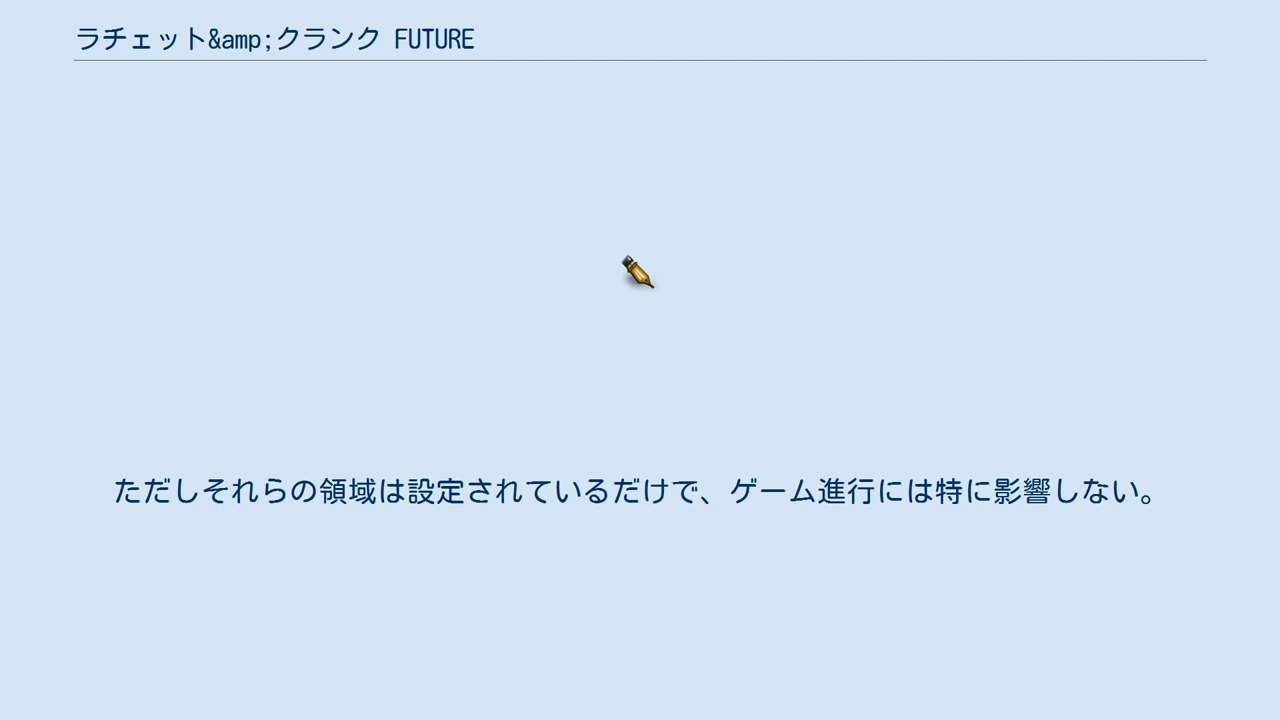 ラチェット&amp;クランク FUTURE
ただしそれらの領域は設定されているだけで、ゲーム進行には特に影響しない。